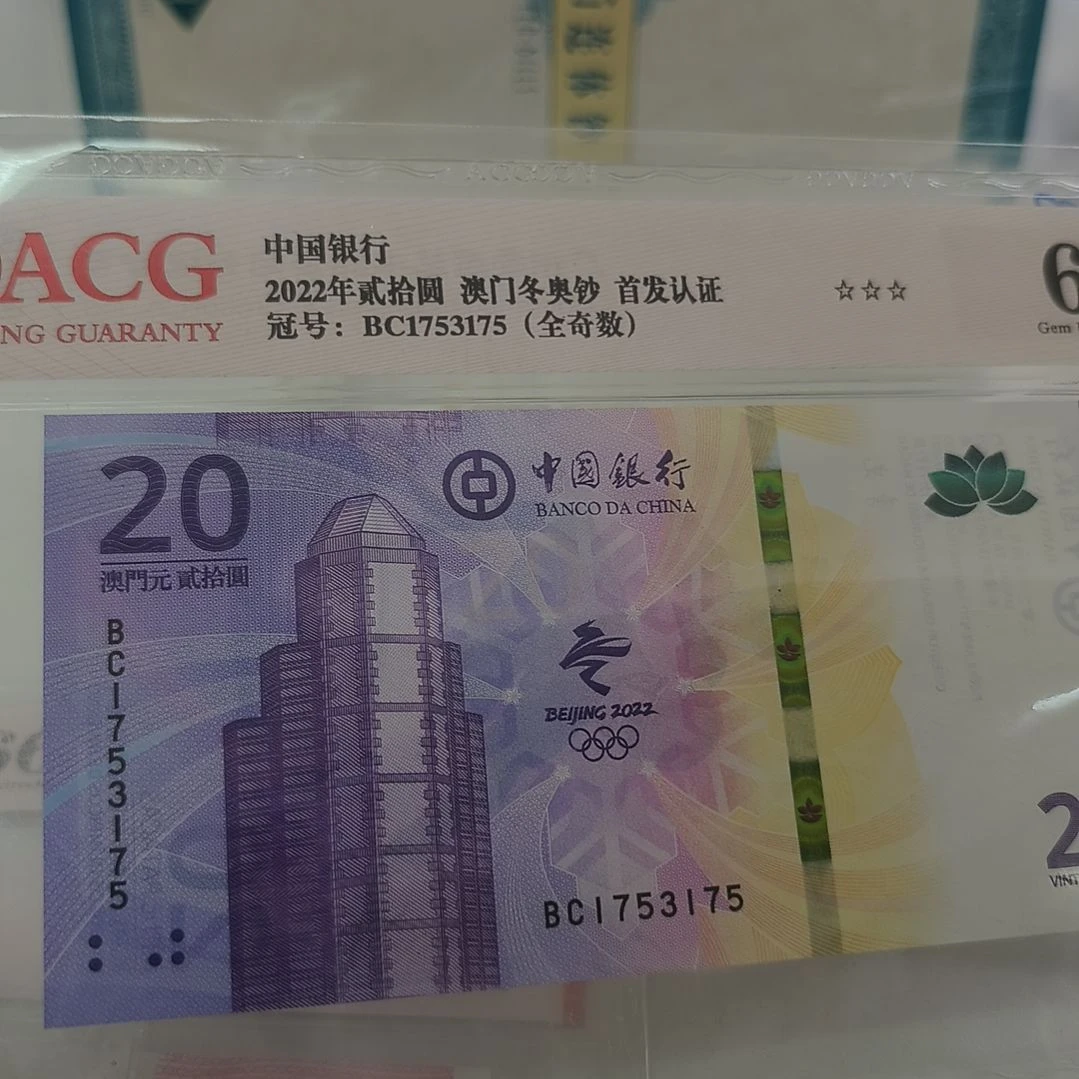 ACG
NG GUARANTY
中国银行
2022年贰拾圆 澳门冬奥钞 首发认证
冠号：BC1753175（全奇数）
☆☆☆
6
Gem
20
澳門元 貳拾圓
中國銀行
BANCO DA CHINA
BC1753175
BEIJING 2022
BC1753175
2
VINT